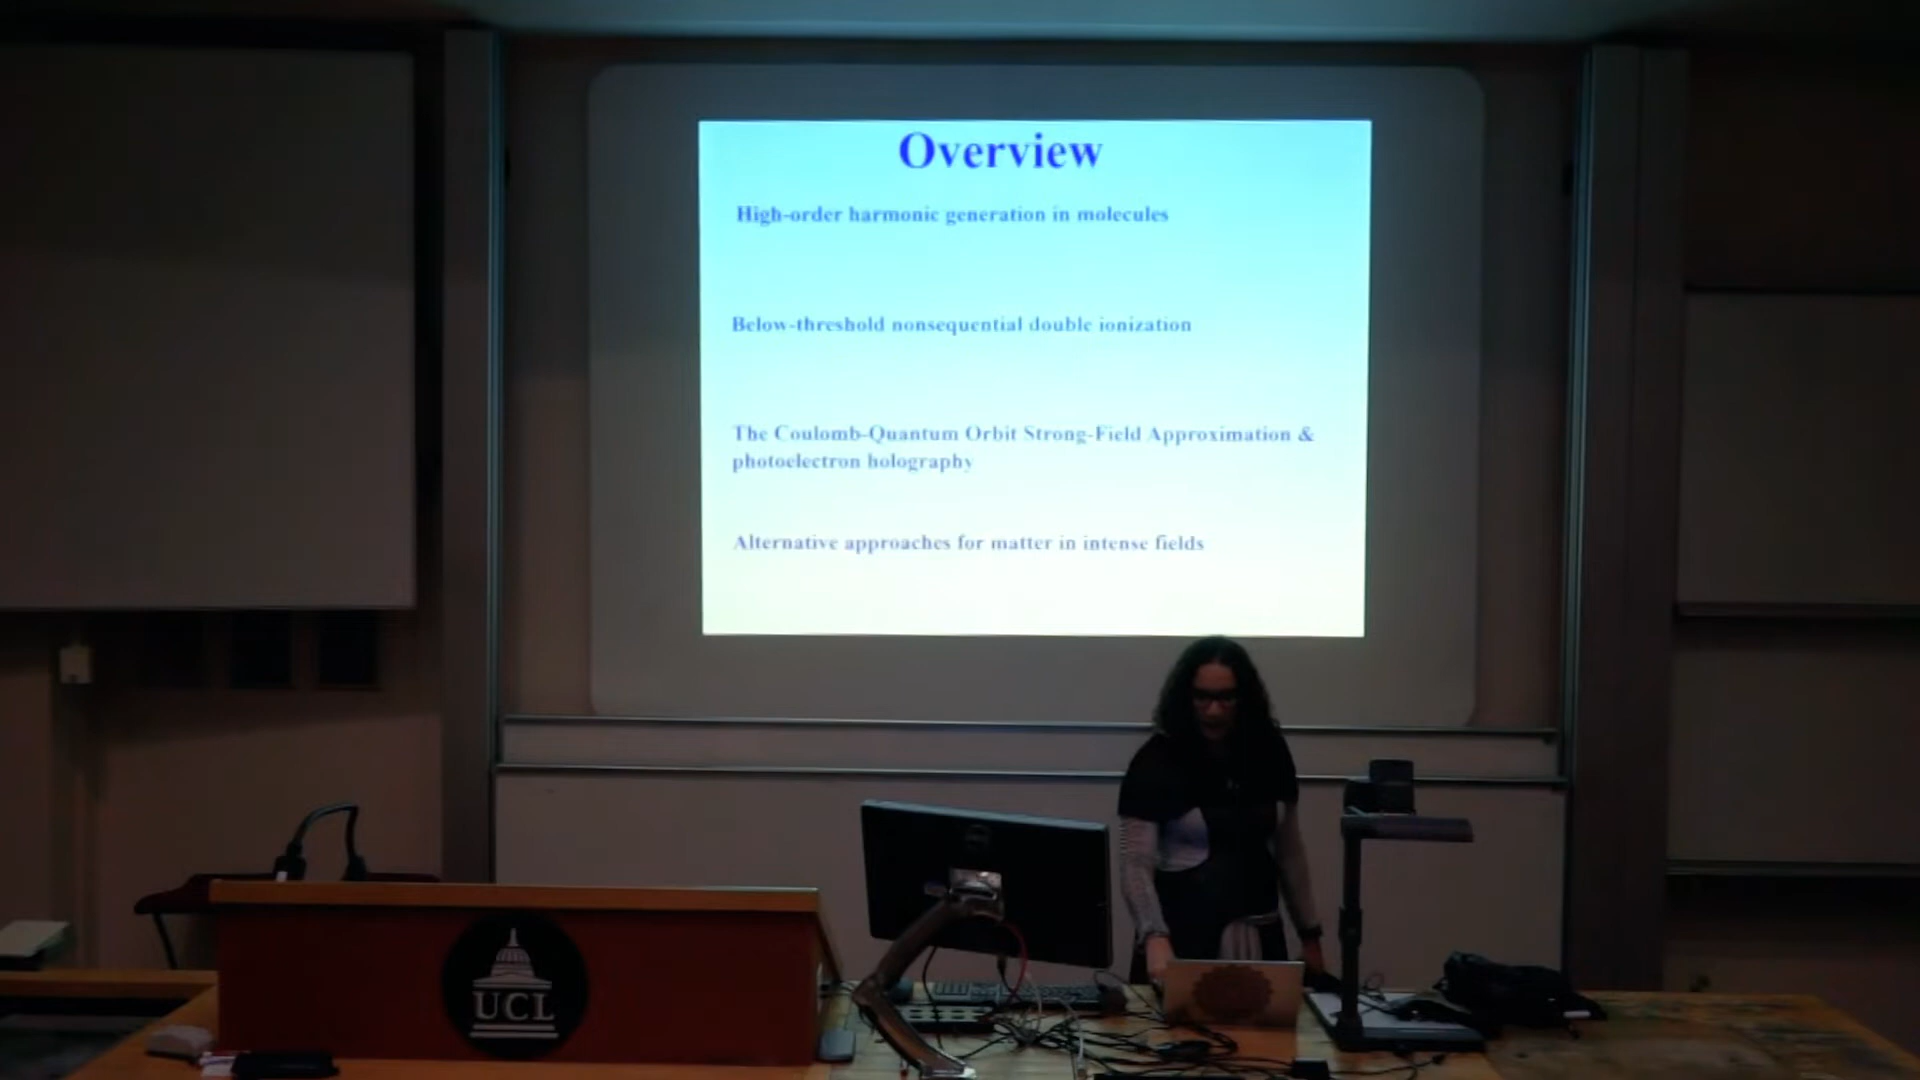 Overview
High-order harmonic generation in molecules
Below-threshold nonsequential double ionization
The Coulomb-Quantum Orbit Strong-Field Approximation &
photoelectron holography
Alternative approaches for matter in intense fields
UCL